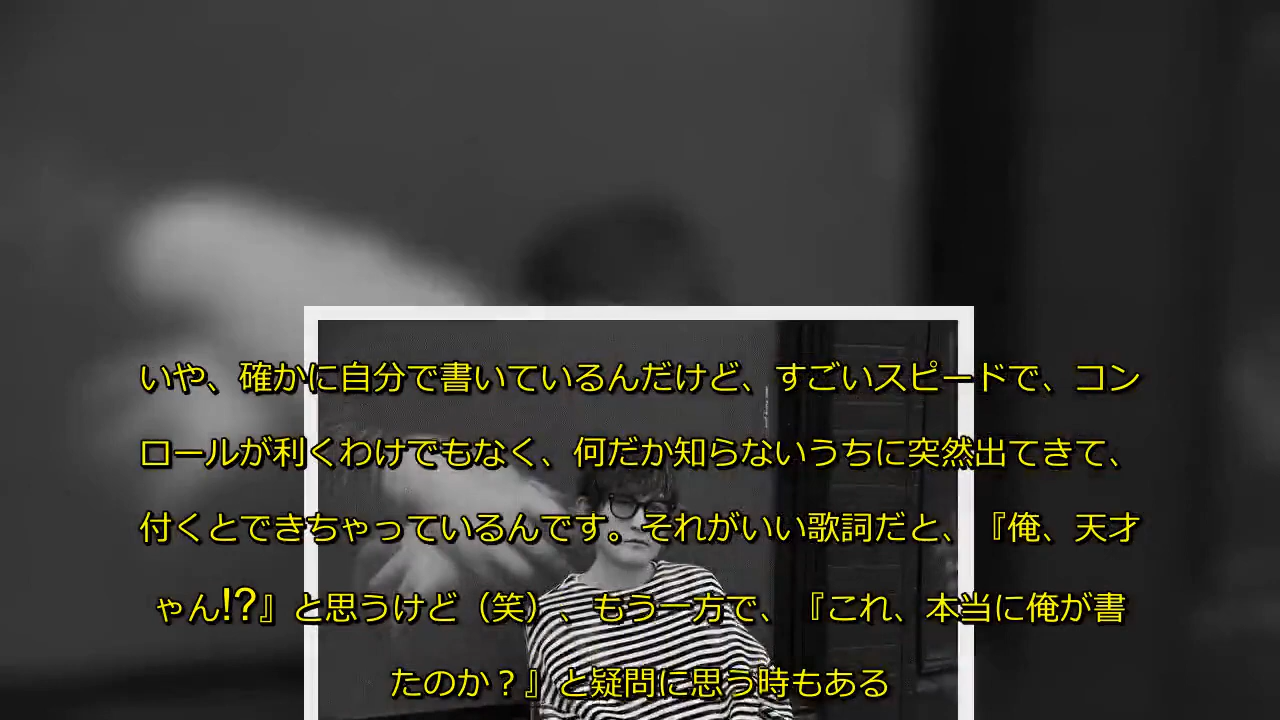 いや、確かに自分で書いているんだけど、すごいスピードで、コン
ロールが利くわけでもなく、何だか知らないうちに突然出てきて、
付くとできちゃっているんです。それがいい歌詞だと、『俺、天才
ゃん!?』と思うけど（笑）、もう一方で、『これ、本当に俺が書
たのか？』と疑問に思う時もある